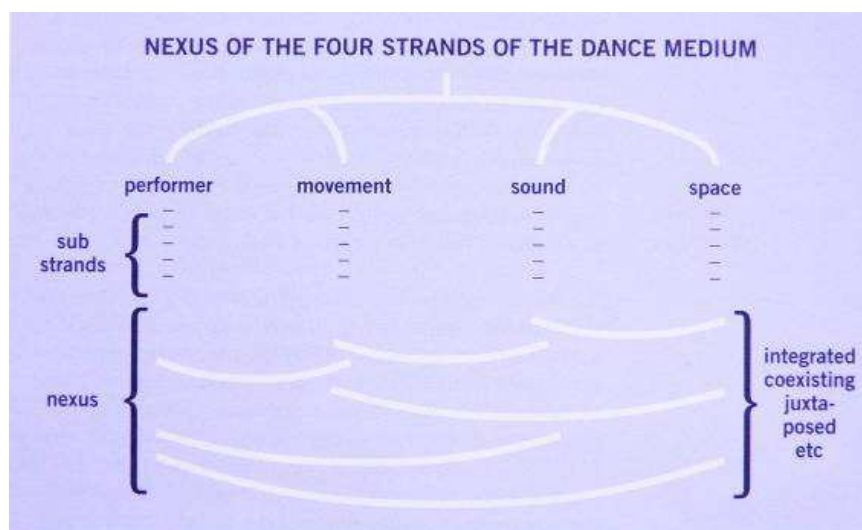 NEXUS OF THE FOUR STRANDS OF THE DANCE MEDIUM
performer movement sound space
sub
strands
nexus
integrated
coexisting
juxta-
posed
etc